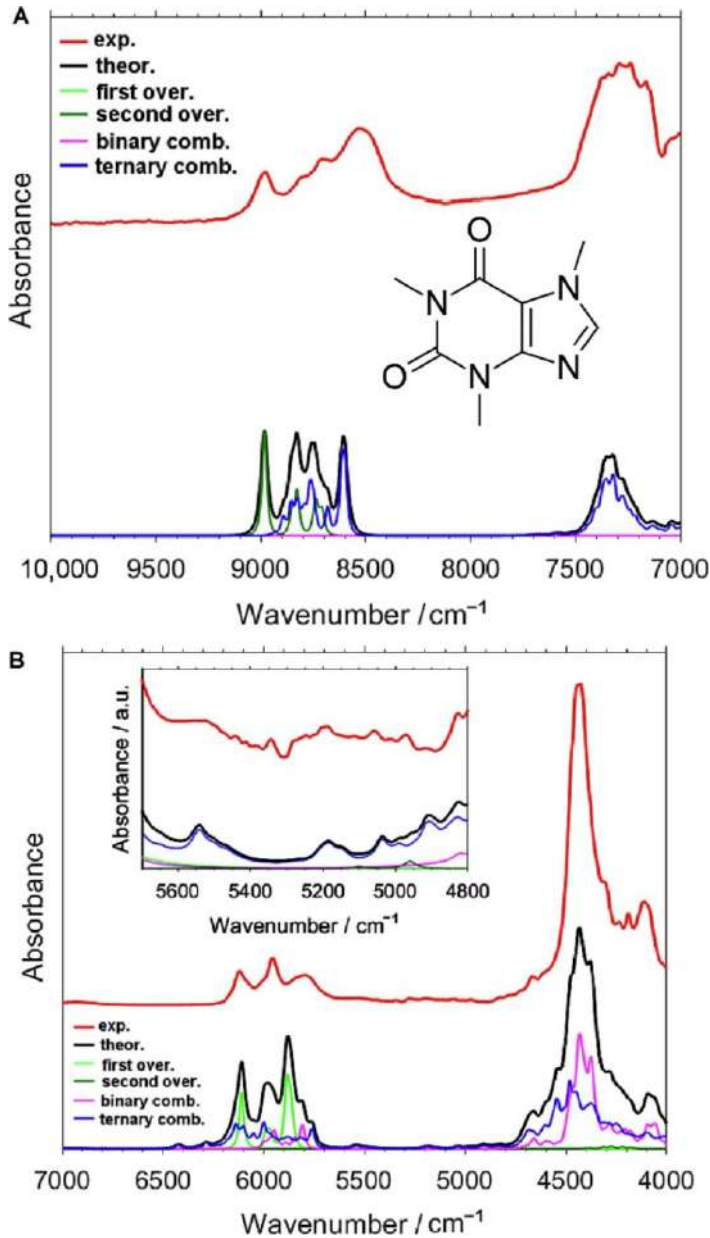 A
exp.
theor.
first over.
second over.
binary comb.
ternary comb.
Absorbance
O
N
N
O
N
N
10,000 9500 9000 8500 8000 7500 7000
Wavenumber / cm⁻¹
B
Absorbance / a.u.
5600 5400 5200 5000 4800
Wavenumber / cm⁻¹
Absorbance
exp.
theor.
first over.
second over.
binary comb.
ternary comb.
7000 6500 6000 5500 5000 4500 4000
Wavenumber / cm⁻¹